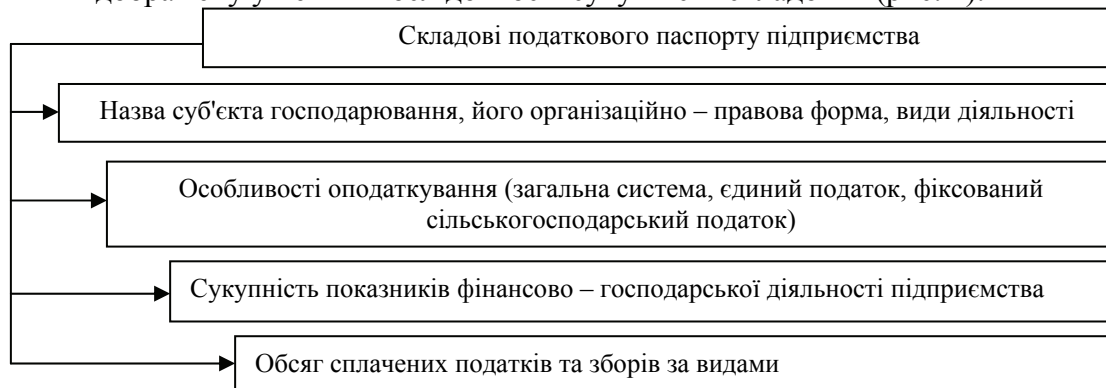 Складові податкового паспорту підприємства
Назва суб'єкта господарювання, його організаційно – правова форма, види діяльності
Особливості оподаткування (загальна система, єдиний податок, фіксований
сільськогосподарський податок)
Сукупність показників фінансово – господарської діяльності підприємства
Обсяг сплачених податків та зборів за видами